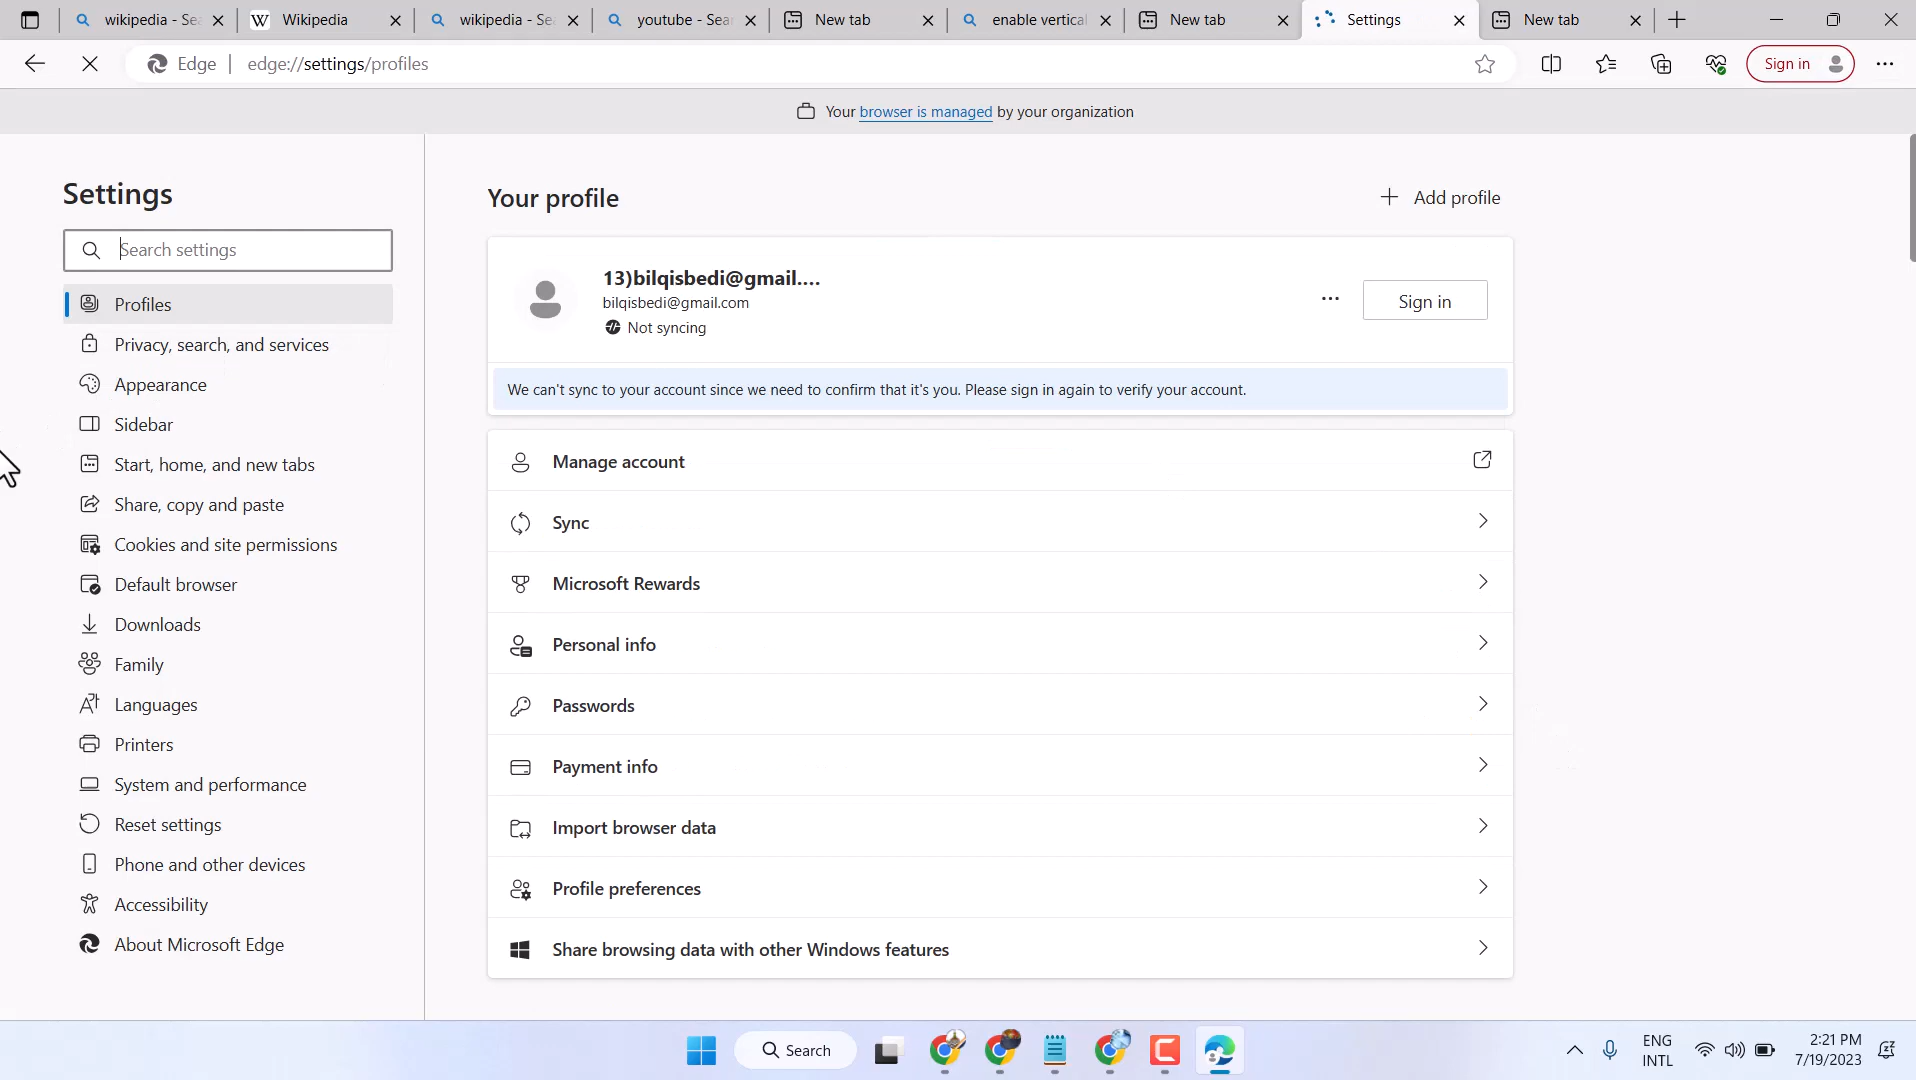 wikipedia - Sea
Wikipedia
wikipedia - Sea
youtube - Sear
New tab
enable vertical
New tab
Settings
New tab
Edge
edge://settings/profiles
Sign in
Your browser is managed by your organization
Settings
Search settings
Profiles
Privacy, search, and services
Appearance
Sidebar
Start, home, and new tabs
Share, copy and paste
Cookies and site permissions
Default browser
Downloads
Family
Languages
Printers
System and performance
Reset settings
Phone and other devices
Accessibility
About Microsoft Edge
Your profile
Add profile
13)bilqisbedi@gmail....
bilqisbedi@gmail.com
Not syncing
Sign in
We can't sync to your account since we need to confirm that it's you. Please sign in again to verify your account.
Manage account
Sync
Microsoft Rewards
Personal info
Passwords
Payment info
Import browser data
Profile preferences
Share browsing data with other Windows features
Search
ENG
INTL
2:21 PM
7/19/2023